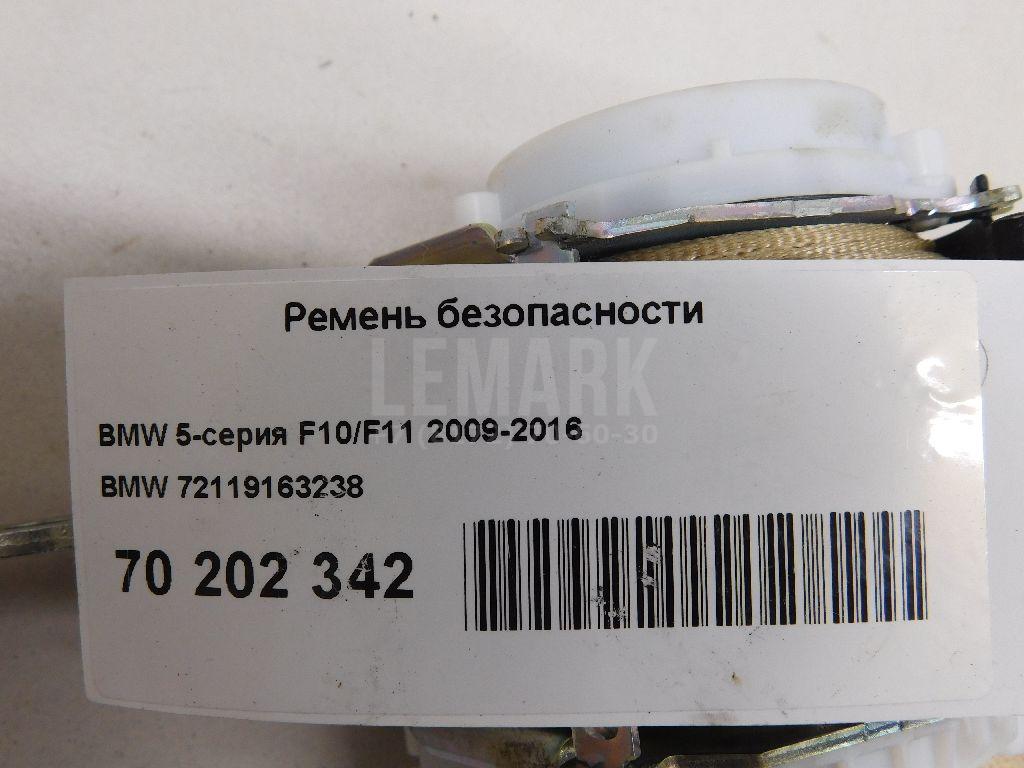 Ремень безопасности
LEMARK
BMW 5-серия F10/F11 2009-2016
BMW 72119163238
70 202 342